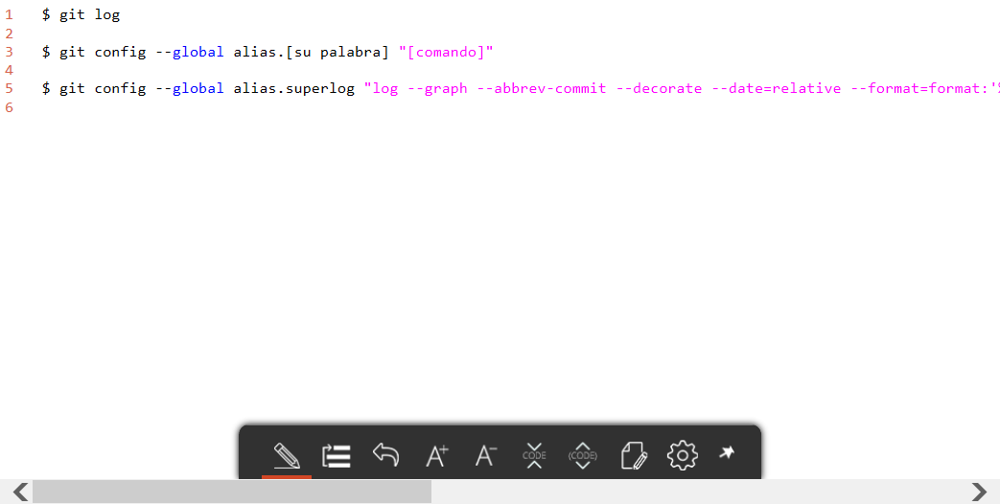 1 $ git log
2
3 $ git config --global alias.[su palabra] "[comando]"
4
5 $ git config --global alias.superlog "log --graph --abbrev-commit --decorate --date=relative --format=format:'
6
A+ A- CODE (CODE)